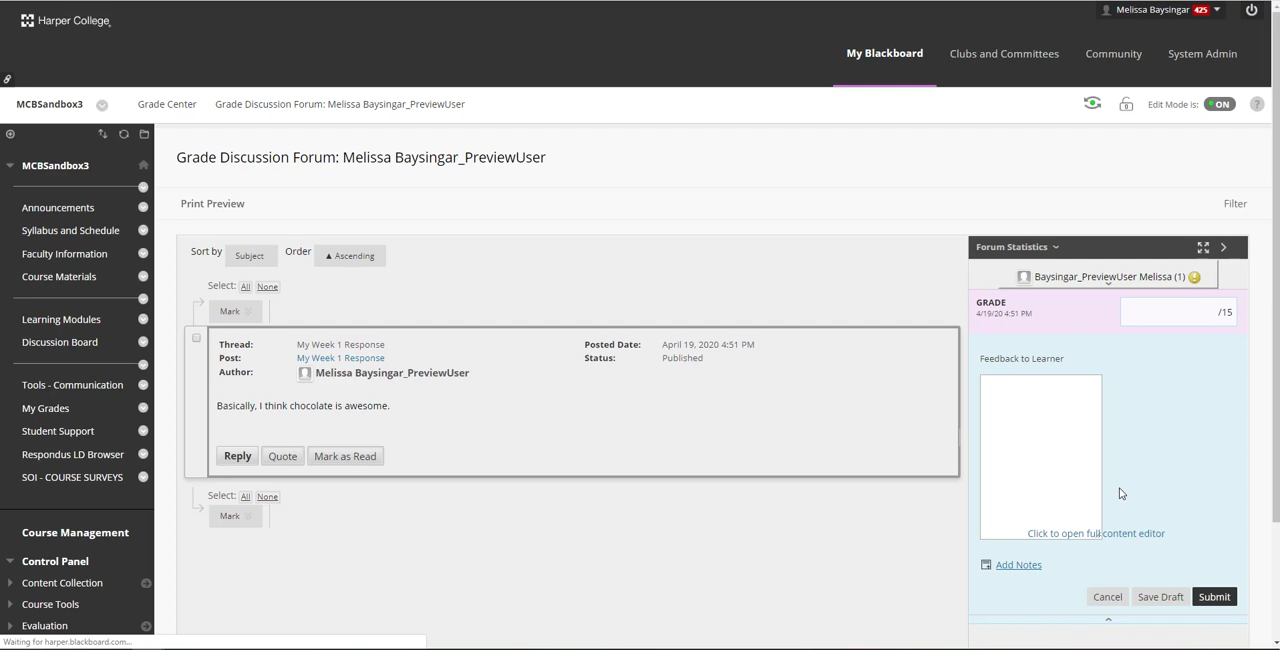 Harper College
Melissa Baysingar 425
My Blackboard Clubs and Committees Community System Admin
MCBSandbox3 Grade Center Grade Discussion Forum: Melissa Baysingar_PreviewUser Edit Mode is: ON ?
MCBSandbox3
Announcements
Syllabus and Schedule
Faculty Information
Course Materials
Learning Modules
Discussion Board
Tools - Communication
My Grades
Student Support
Respondus LD Browser
SOI - COURSE SURVEYS
Course Management
Control Panel
Content Collection
Course Tools
Evaluation
Waiting for harper.blackboard.com...
Grade Discussion Forum: Melissa Baysingar_PreviewUser
Print Preview Filter
Sort by Subject Order ▲ Ascending
Select: All None
Mark
Thread: My Week 1 Response Posted Date: April 19, 2020 4:51 PM
Post: My Week 1 Response Status: Published
Author: Melissa Baysingar_PreviewUser
Basically, I think chocolate is awesome.
Reply Quote Mark as Read
Select: All None
Mark
Forum Statistics
Baysingar_PreviewUser Melissa (1)
GRADE
4/19/20 4:51 PM
/15
Feedback to Learner
Click to open full content editor
Add Notes
Cancel Save Draft Submit